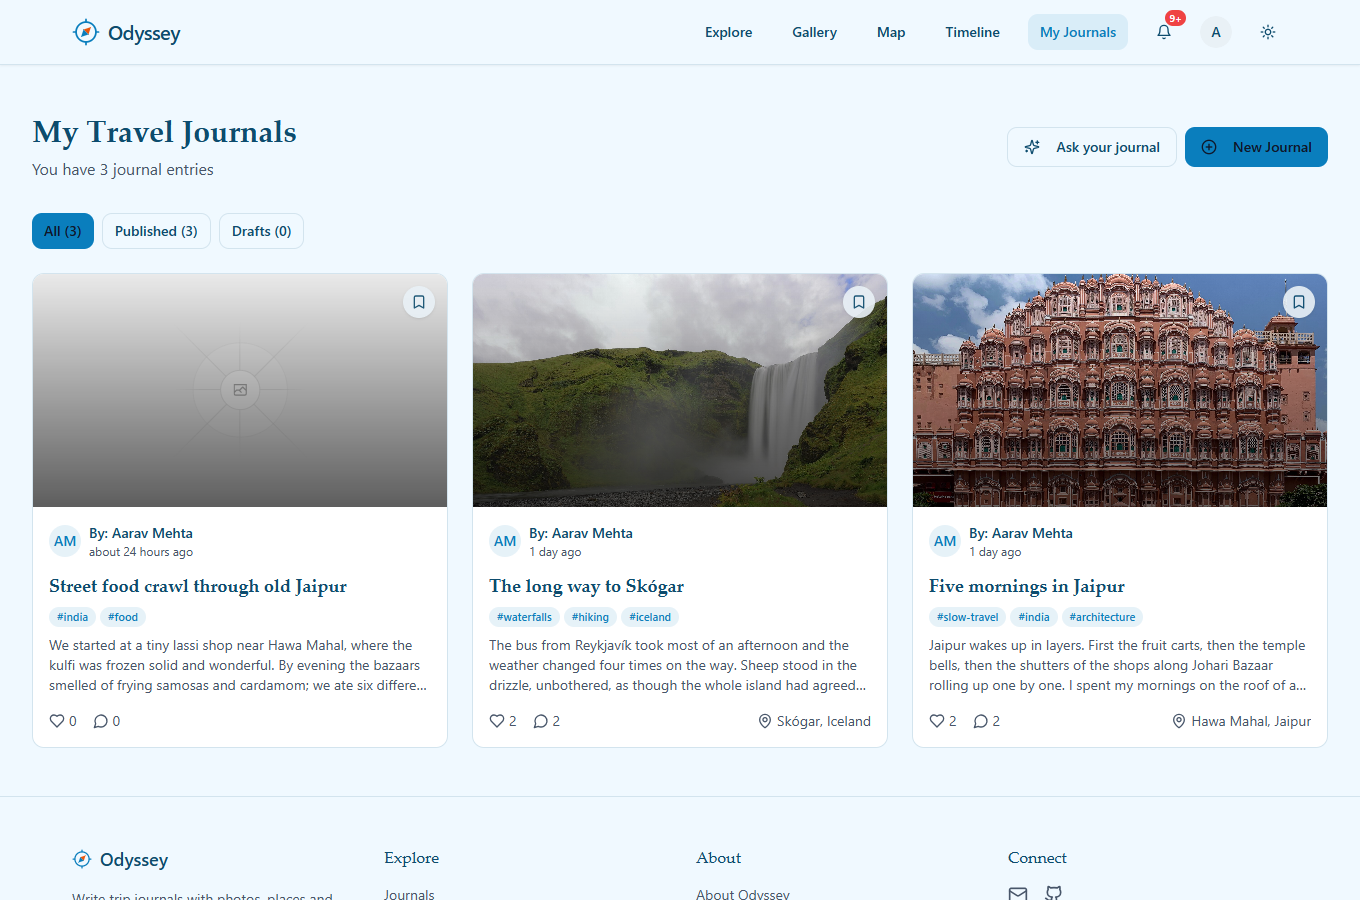 Odyssey
Explore
Gallery
Map
Timeline
My Journals
9+
A
My Travel Journals
You have 3 journal entries
Ask your journal
New Journal
All (3)
Published (3)
Drafts (0)
AM
By: Aarav Mehta
about 24 hours ago
Street food crawl through old Jaipur
#india
#food
We started at a tiny lassi shop near Hawa Mahal, where the
kulfi was frozen solid and wonderful. By evening the bazaars
smelled of frying samosas and cardamom; we ate six differe...
0
0
AM
By: Aarav Mehta
1 day ago
The long way to Skógar
#waterfalls
#hiking
#iceland
The bus from Reykjavík took most of an afternoon and the
weather changed four times on the way. Sheep stood in the
drizzle, unbothered, as though the whole island had agreed...
2
2
Skógar, Iceland
AM
By: Aarav Mehta
1 day ago
Five mornings in Jaipur
#slow-travel
#india
#architecture
Jaipur wakes up in layers. First the fruit carts, then the temple
bells, then the shutters of the shops along Johari Bazaar
rolling up one by one. I spent my mornings on the roof of a...
2
2
Hawa Mahal, Jaipur
Odyssey
Write trip journals with photos, places and
Explore
Journals
About
About Odyssey
Connect